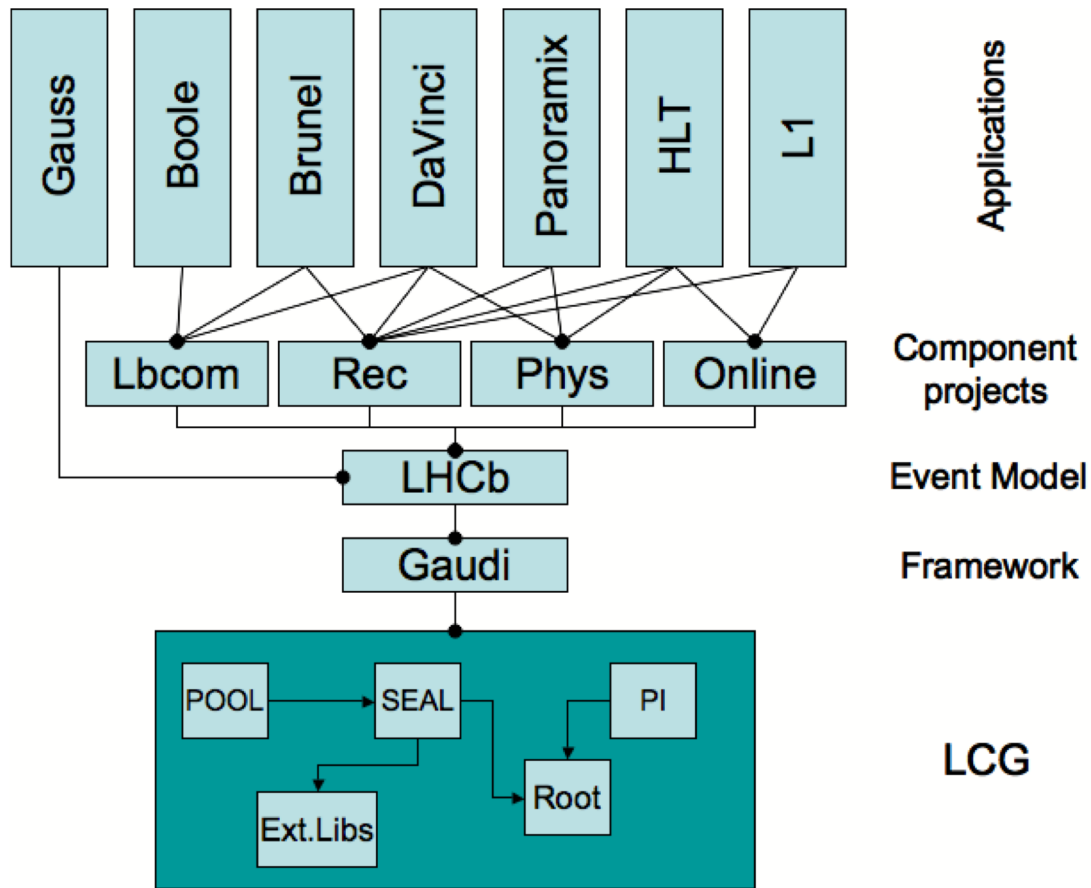 Gauss
Boole
Brunel
DaVinci
Panoramix
HLT
L1
Applications
Lbcom
Rec
Phys
Online
Component
projects
LHCb
Event Model
Gaudi
Framework
POOL
SEAL
PI
LCG
Root
Ext.Libs